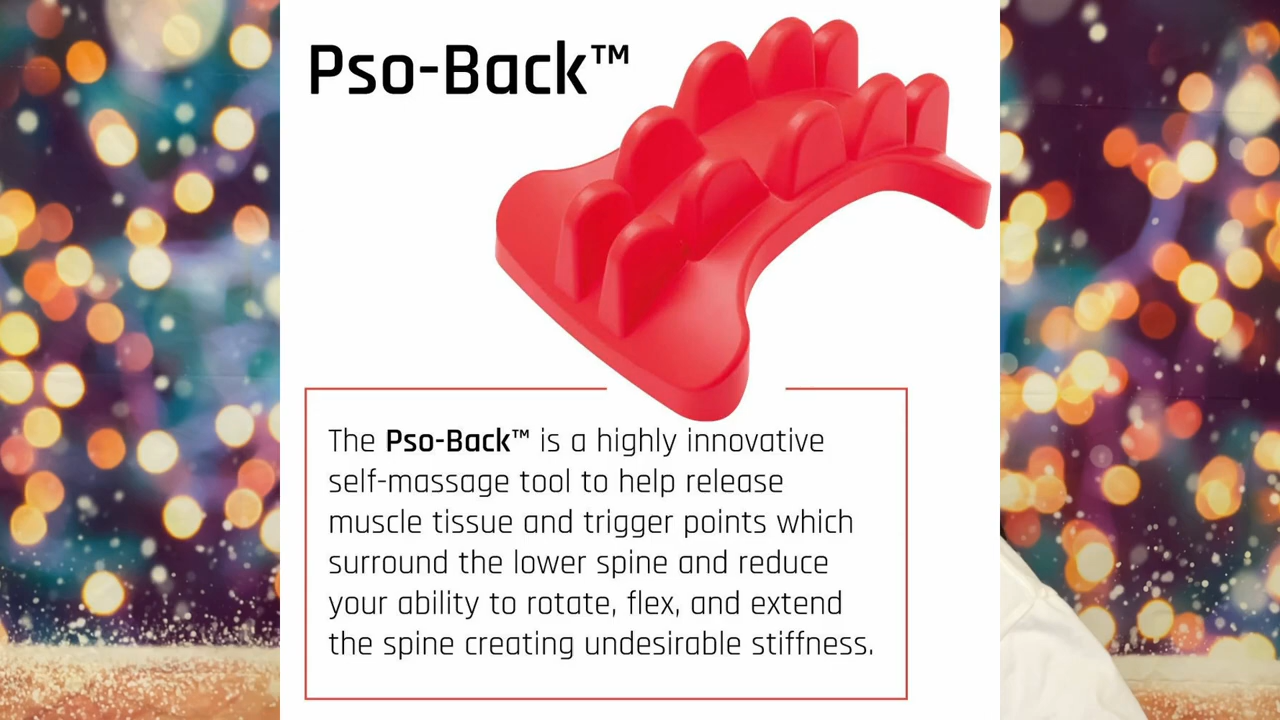 Pso-Back™
The Pso-Back™ is a highly innovative
self-massage tool to help release
muscle tissue and trigger points which
surround the lower spine and reduce
your ability to rotate, flex, and extend
the spine creating undesirable stiffness.